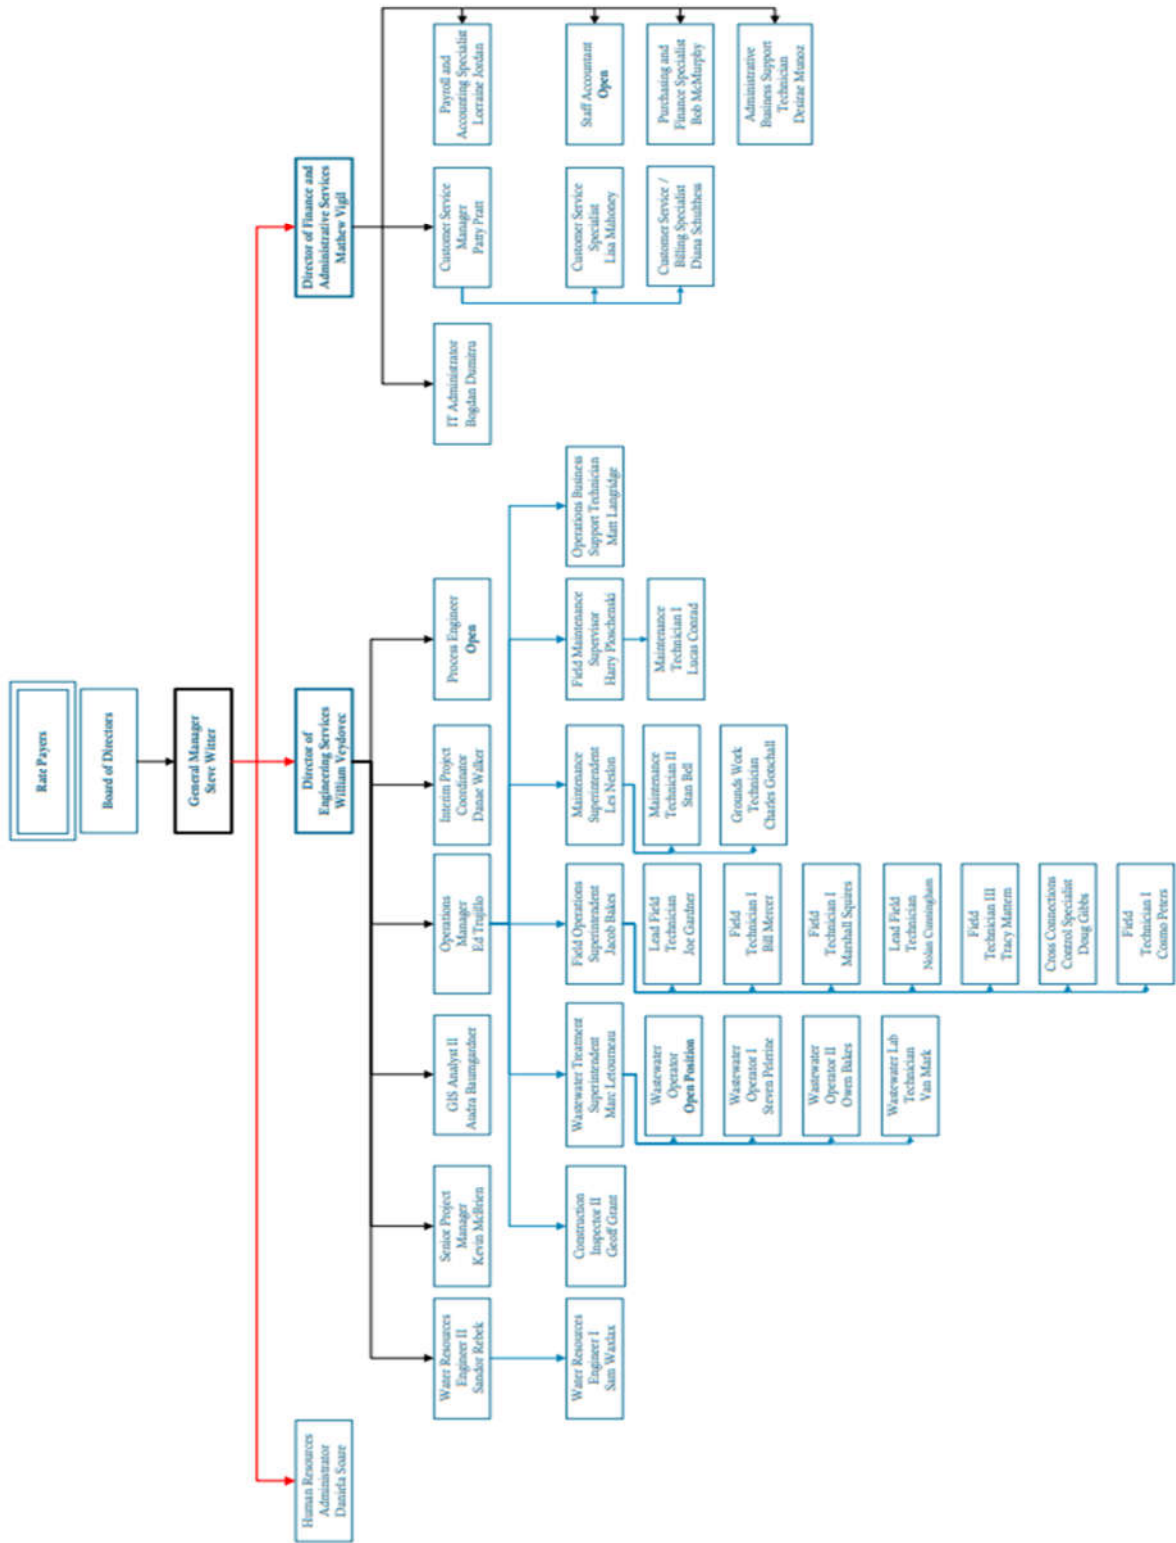 Rate Payers
Board of Directors
General Manager
Steve Witter
Human Resources
Administrator
Daniela Soare
Director of
Engineering Services
William Veydovec
Director of Finance and
Administrative Services
Mathew Vigil
Water Resources
Engineer II
Sandor Rebek
Senior Project
Manager
Kevin McBrien
GIS Analyst II
Audra Baumgardner
Operations
Manager
Ed Trujillo
Interim Project
Coordinator
Danae Walker
Process Engineer
Open
IT Administrator
Bogdan Dumitru
Customer Service
Manager
Patty Pratt
Payroll and
Accounting Specialist
Lorraine Jordan
Water Resources
Engineer I
Sam Waxlax
Construction
Inspector II
Geoff Grant
Wastewater Treatment
Superintendent
Marc Letourneau
Field Operations
Superintendent
Jacob Bakes
Maintenance
Superintendent
Les
Field Maintenance
Supervisor
Harry Ploschenski
Operations Business
Support Technician
Matt Langridge
Customer Service
Specialist
Lisa Mahoney
Staff Accountant
Open
Wastewater
Operator
Open Position
Lead Field
Technician
Joe Gardner
Maintenance
Technician II
Stan Bell
Maintenance
Technician I
Lucas Conrad
Customer Service /
Billing Specialist
Diana Schulthess
Purchasing and
Finance Specialist
Bob McMurphy
Wastewater
Operator I
Steven Pelerine
Field
Technician I
Bill Mercer
Grounds Work
Technician
Charles Gottschall
Administrative
Business Support
Technician
Desirae Munoz
Wastewater
Operator II
Owen Bakes
Field
Technician I
Marshall Squires
Wastewater Lab
Technician
Van Mark
Lead Field
Technician
Nolan Cunningham
Field
Technician III
Tracy Mattern
Cross Connections
Control Specialist
Doug Gibbs
Field
Technician I
Cosmo Peters